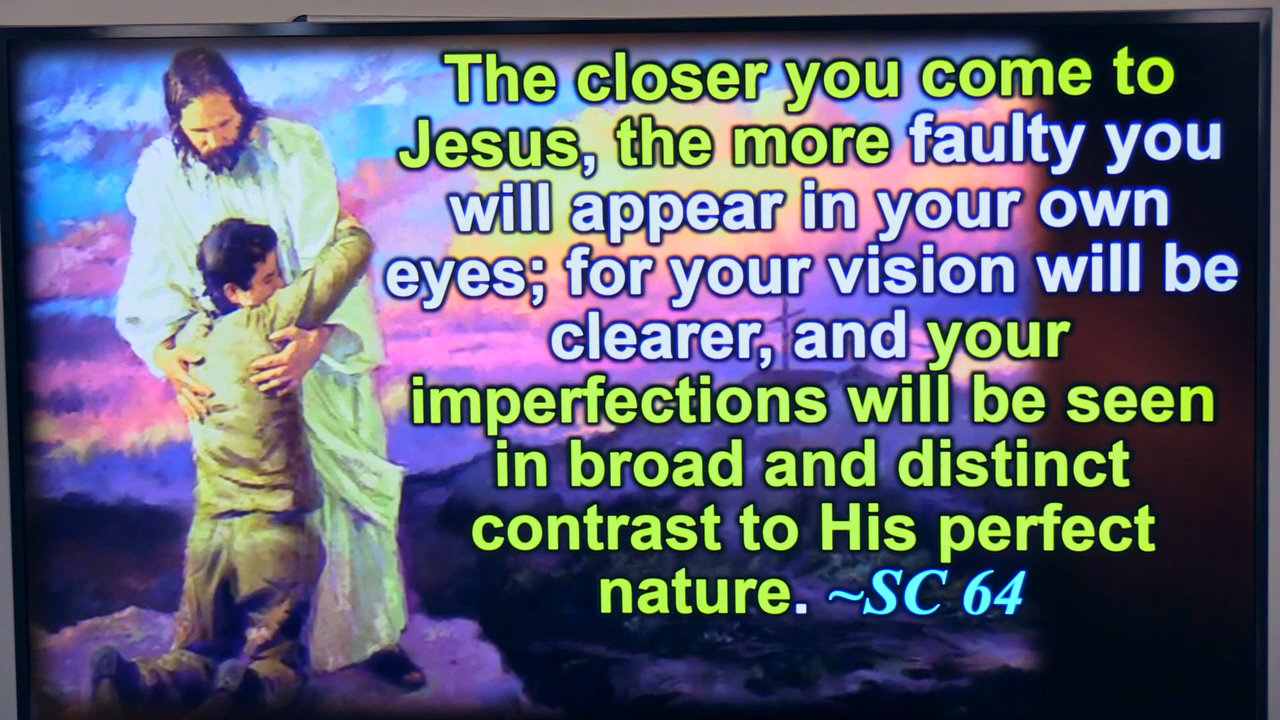 The closer you come to
Jesus, the more faulty you
will appear in your own
eyes; for your vision will be
clearer, and your
imperfections will be seen
in broad and distinct
contrast to His perfect
nature. ~SC 64